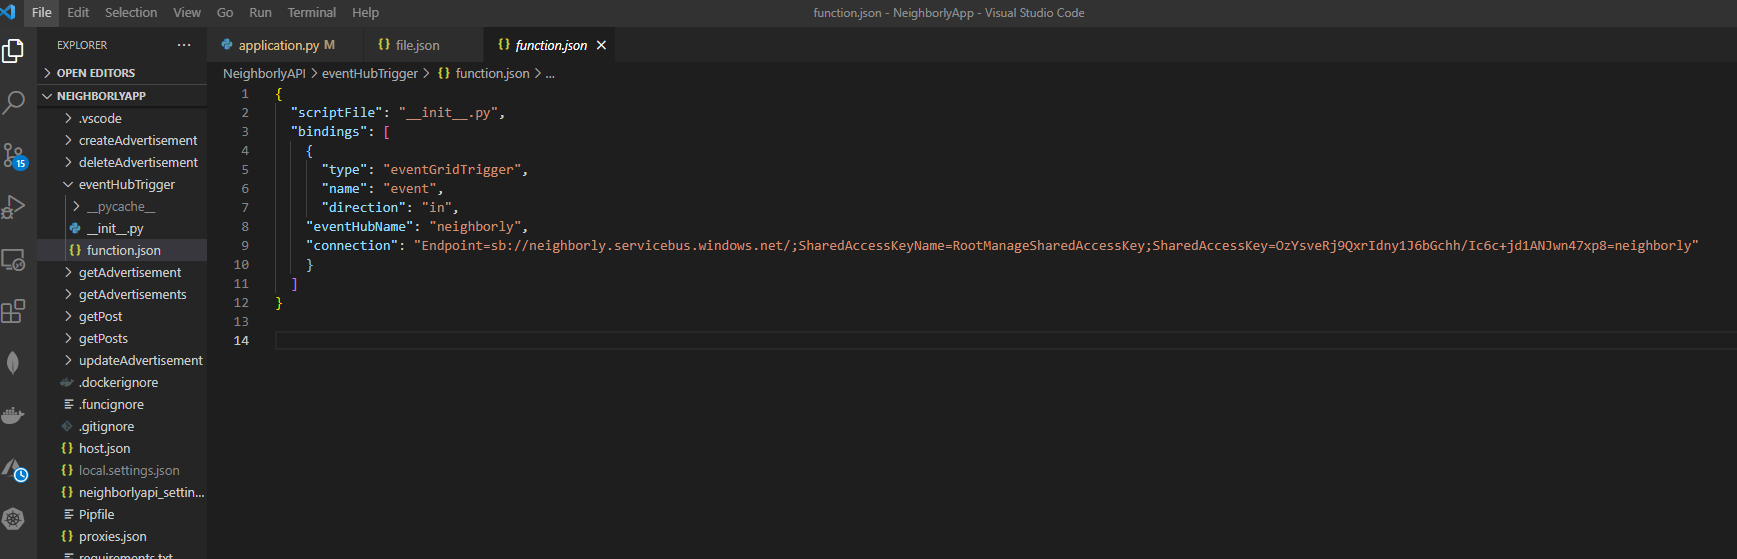 File Edit Selection View Go Run Terminal Help
function.json - NeighborlyApp - Visual Studio Code
EXPLORER ...
OPEN EDITORS
NEIGHBORLYAPP
.vscode
createAdvertisement
deleteAdvertisement
eventHubTrigger
__pycache__
__init__.py
{} function.json
getAdvertisement
getAdvertisements
getPost
getPosts
updateAdvertisement
.dockerignore
.funcignore
.gitignore
{} host.json
{} local.settings.json
{} neighborlyapi_settin...
Pipfile
{} proxies.json
requirements.txt
15
application.py M
{} file.json
{} function.json ×
NeighborlyAPI > eventHubTrigger > {} function.json > ...
1 {
2 "scriptFile": "__init__.py",
3 "bindings": [
4 {
5 "type": "eventGridTrigger",
6 "name": "event",
7 "direction": "in",
8 "eventHubName": "neighborly",
9 "connection": "Endpoint=sb://neighborly.servicebus.windows.net/;SharedAccessKeyName=RootManageSharedAccessKey;SharedAccessKey=OzYsveRj9QxrIdny1J6bGchh/Ic6c+jd1ANJwn47xp8=neighborly"
10 }
11 ]
12 }
13
14